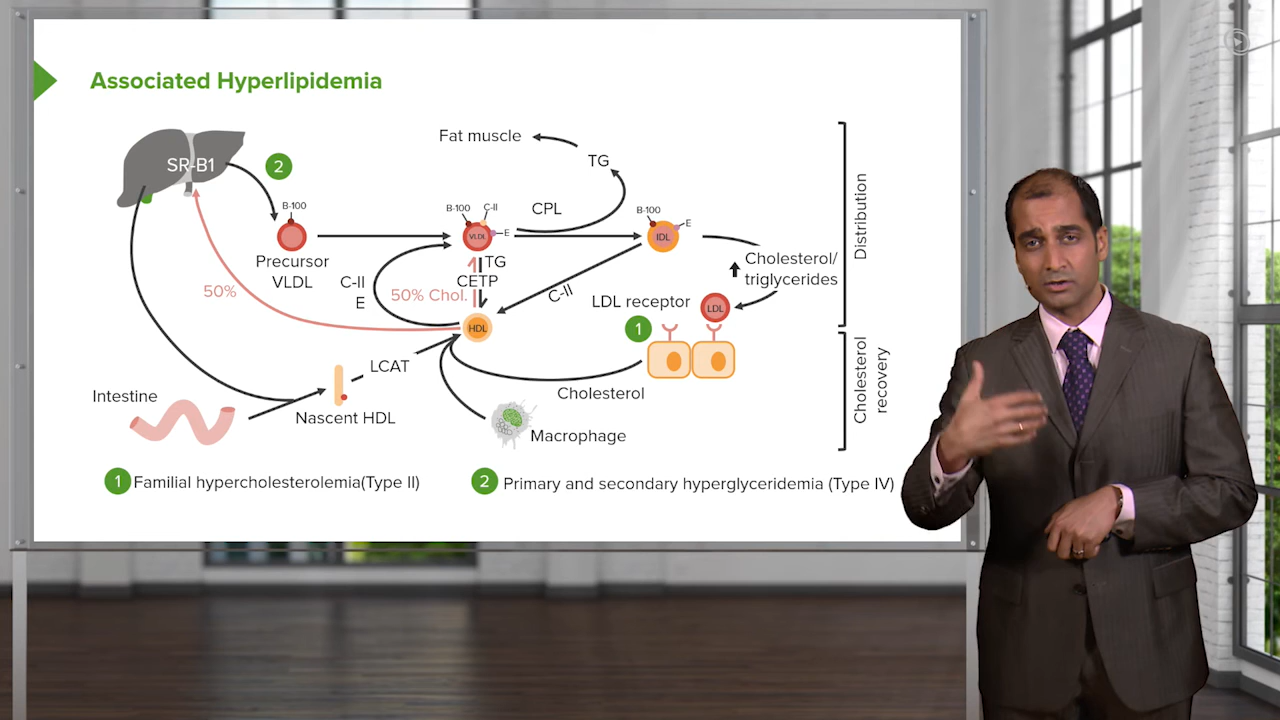 Associated Hyperlipidemia
SR-B1
2
B-100
Precursor
VLDL
Fat muscle
TG
CPL
B-100
C-II
E
VLDL
B-100
E
IDL
Cholesterol/
triglycerides
Distribution
C-II
E
TG
CETP
50% Chol.
50%
C-II
HDL
LDL receptor
LDL
1
LCAT
Cholesterol
Cholesterol
recovery
Intestine
Nascent HDL
Macrophage
1 Familial hypercholesterolemia(Type II)
2 Primary and secondary hyperglyceridemia (Type IV)